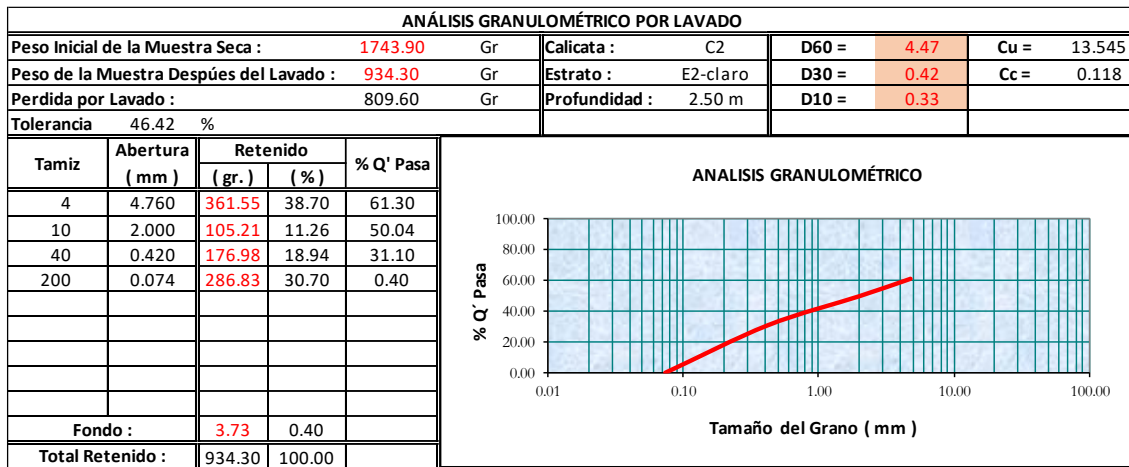 ANÁLISIS GRANULOMÉTRICO POR LAVADO
Peso Inicial de la Muestra Seca : 1743.90 Gr Calicata : C2 D60 = 4.47 Cu = 13.545
Peso de la Muestra Despúes del Lavado : 934.30 Gr Estrato : E2-claro D30 = 0.42 Cc = 0.118
Perdida por Lavado : 809.60 Gr Profundidad : 2.50 m D10 = 0.33
Tolerancia 46.42 %
Tamiz Abertura Retenido % Q' Pasa
( mm ) ( gr. ) ( % )
4 4.760 361.55 38.70 61.30
10 2.000 105.21 11.26 50.04
40 0.420 176.98 18.94 31.10
200 0.074 286.83 30.70 0.40
Fondo : 3.73 0.40
Total Retenido : 934.30 100.00
ANALISIS GRANULOMÉTRICO
% Q´ Pasa
100.00
80.00
60.00
40.00
20.00
0.00
0.01 0.10 1.00 10.00 100.00
Tamaño del Grano ( mm )